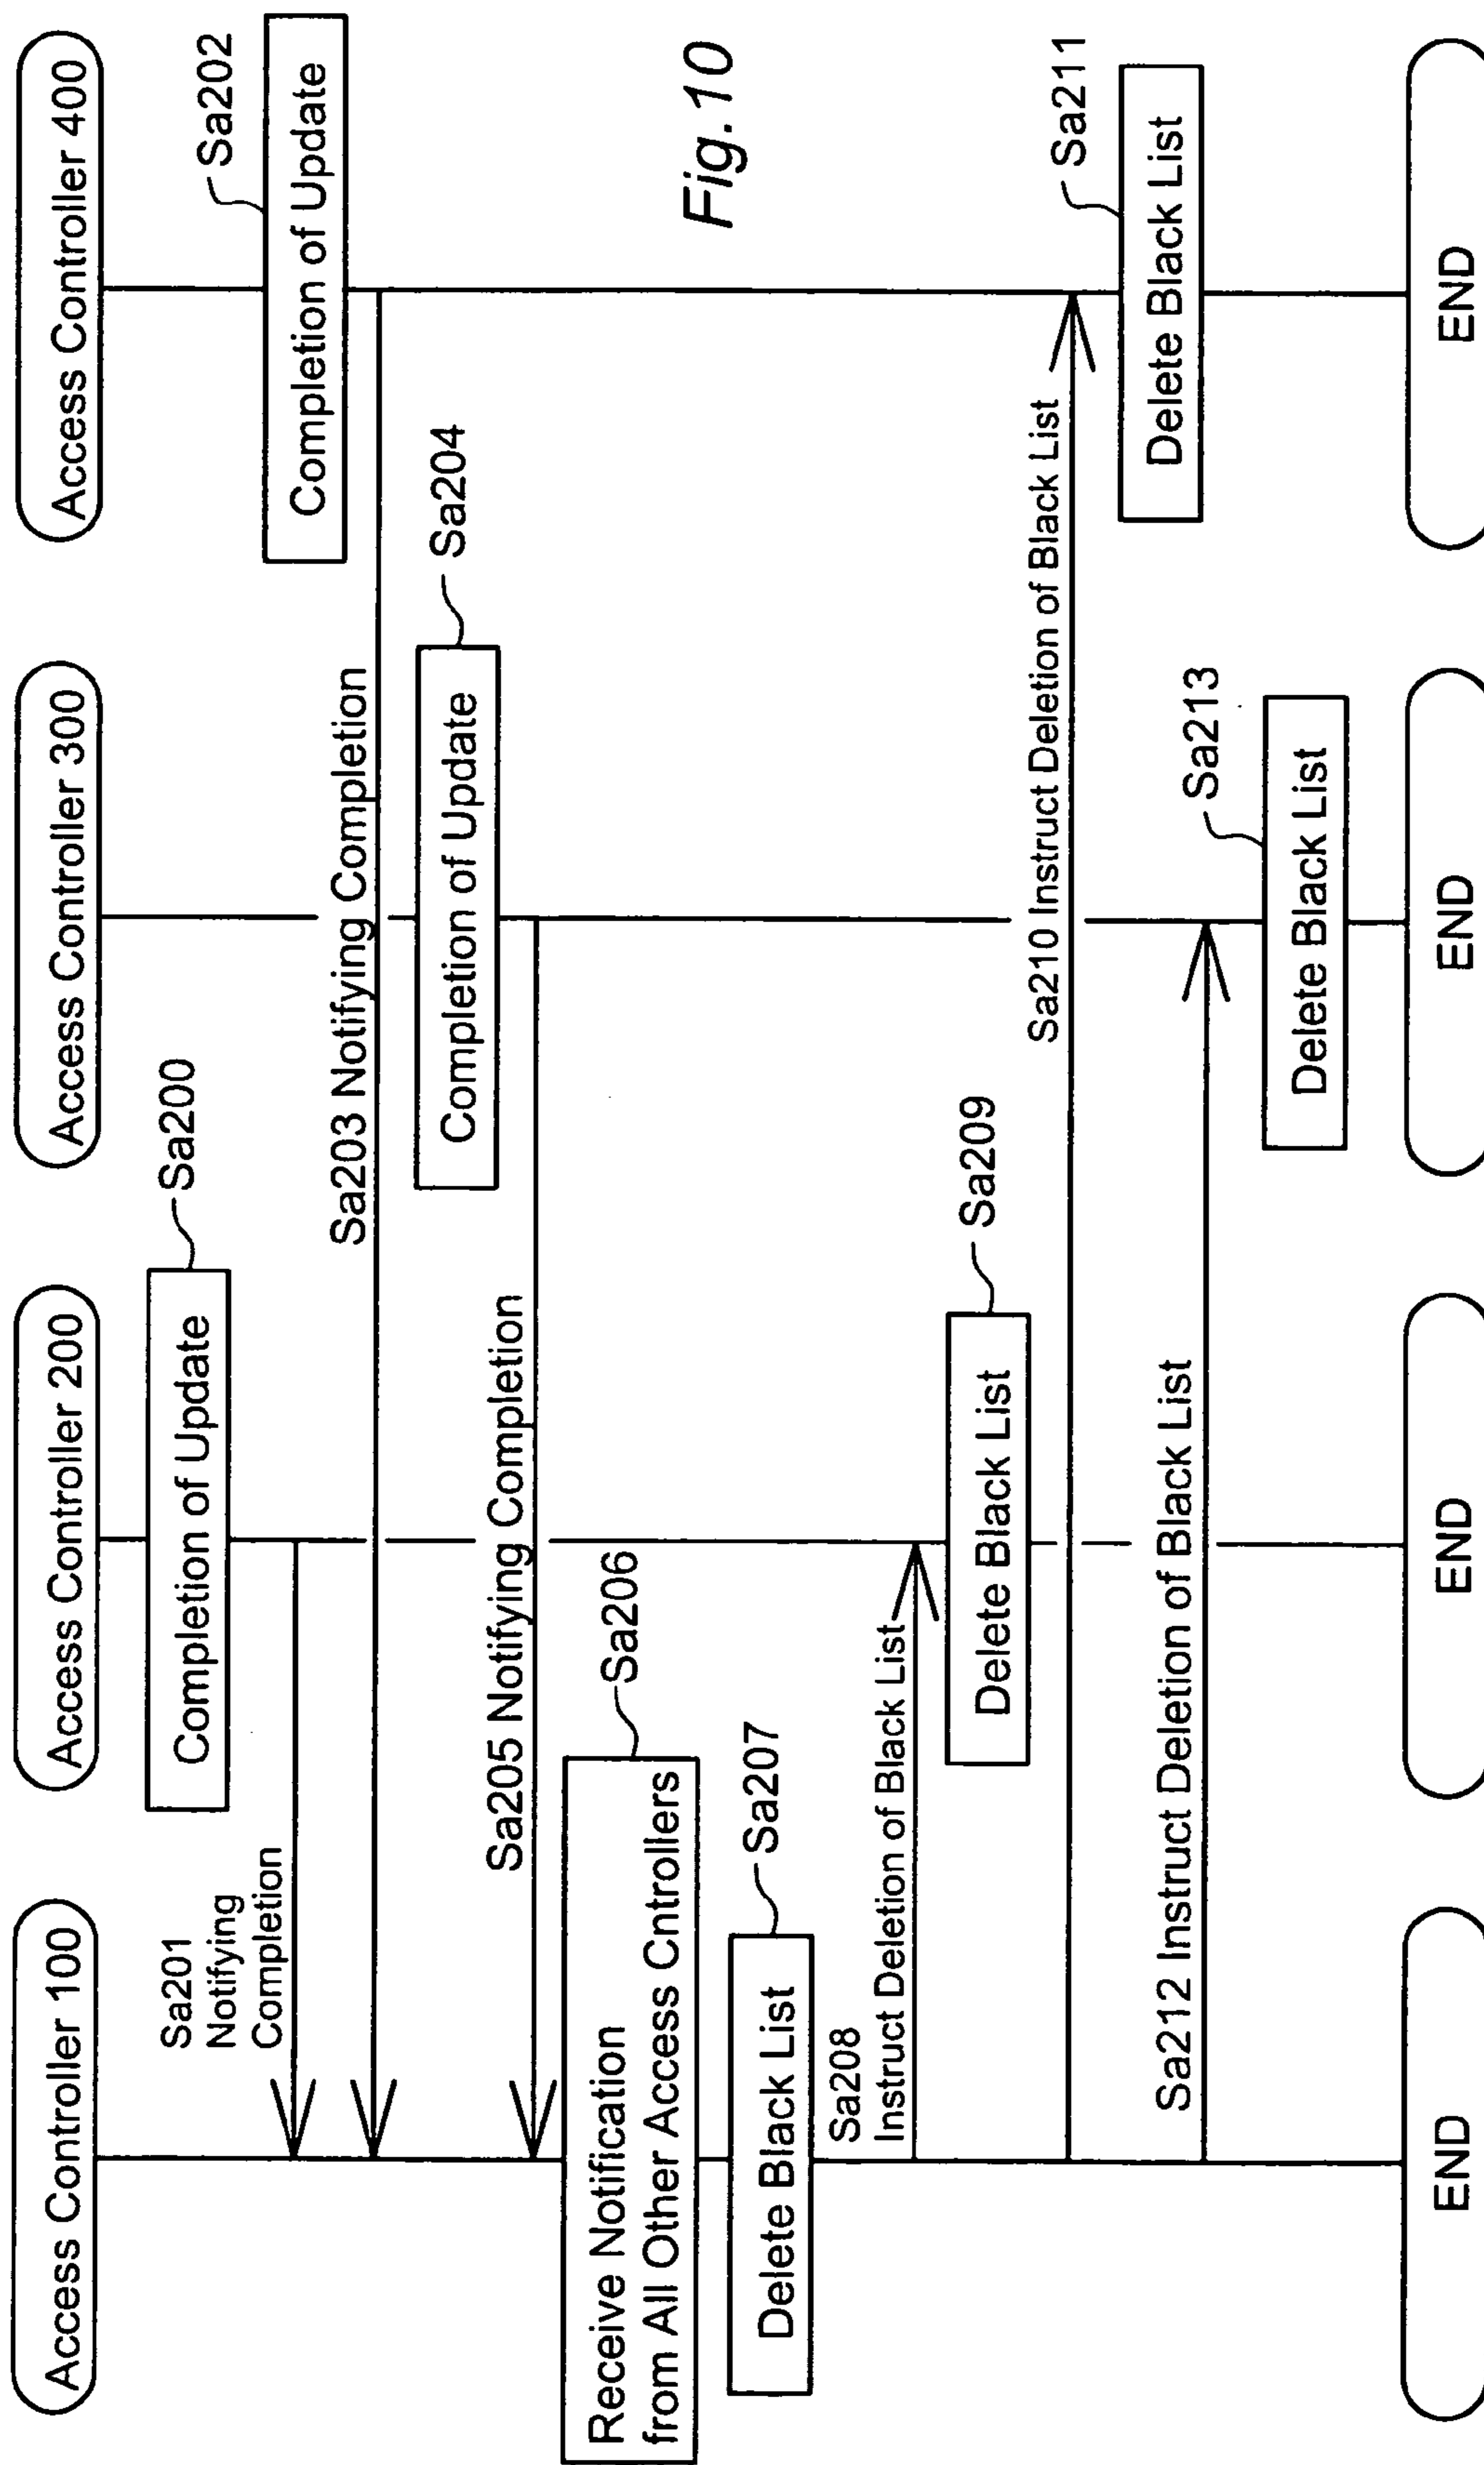 Access Controller 100
Access Controller 200
Access Controller 300
Access Controller 400
Sa200
Completion of Update
Sa201
Notifying
Completion
Sa202
Completion of Update
Sa203 Notifying Completion
Sa204
Completion of Update
Sa205 Notifying Completion
Sa206
Receive Notification
from All Other Access Cntrollers
Sa207
Delete Black List
Sa208
Instruct Deletion of Black List
Sa209
Delete Black List
Sa210 Instruct Deletion of Black List
Sa211
Delete Black List
Sa212 Instruct Deletion of Black List
Sa213
Delete Black List
END
END
END
END
Fig.10